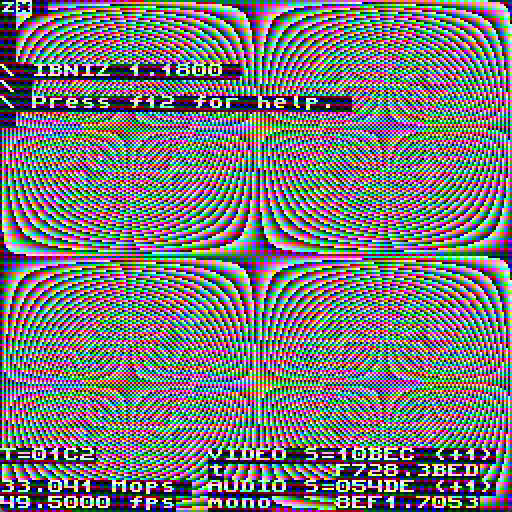 zx
\ IBNIZ 1.1800
\
\ Press f12 for help.
T=01C2 VIDEO S=10BEC (+1)
t F728.3BED
33.041 Mops AUDIO S=054DE (+1)
49.5000 fps mono 8EF1.7053